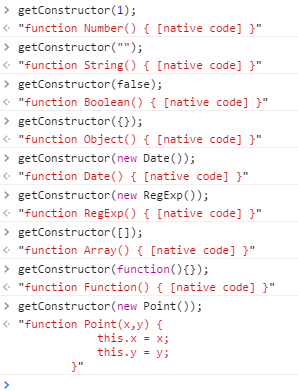 > getConstructor(1);
<· "function Number() { [native code] }"
> getConstructor("");
<· "function String() { [native code] }"
> getConstructor(false);
<· "function Boolean() { [native code] }"
> getConstructor({});
<· "function Object() { [native code] }"
> getConstructor(new Date());
<· "function Date() { [native code] }"
> getConstructor(new RegExp());
<· "function RegExp() { [native code] }"
> getConstructor([]);
<· "function Array() { [native code] }"
> getConstructor(function(){});
<· "function Function() { [native code] }"
> getConstructor(new Point());
<· "function Point(x,y) {
this.x = x;
this.y = y;
}"
>